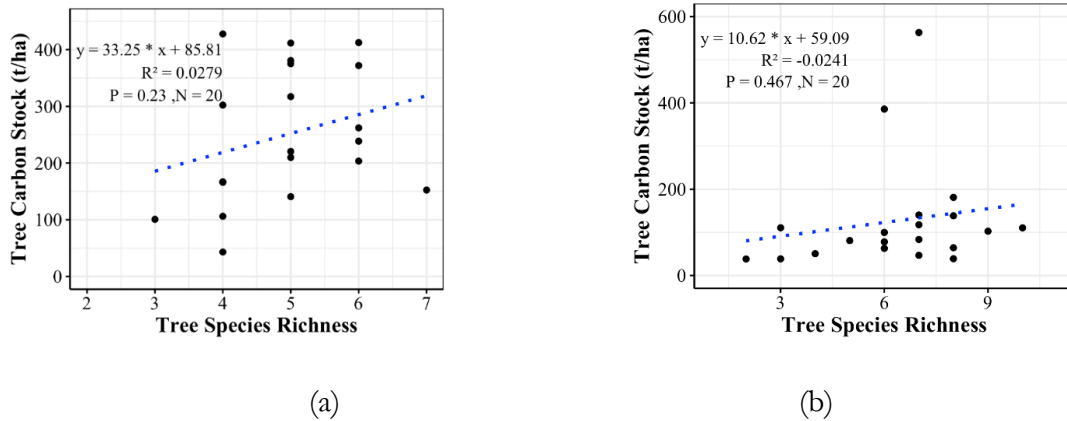 Tree Carbon Stock (t/ha)
400
300
200
100
0
y = 33.25 * x + 85.81
R² = 0.0279
P = 0.23 ,N = 20
2 3 4 5 6 7
Tree Species Richness
(a)
Tree Carbon Stock (t/ha)
600
400
200
0
y = 10.62 * x + 59.09
R² = -0.0241
P = 0.467 ,N = 20
3 6 9
Tree Species Richness
(b)